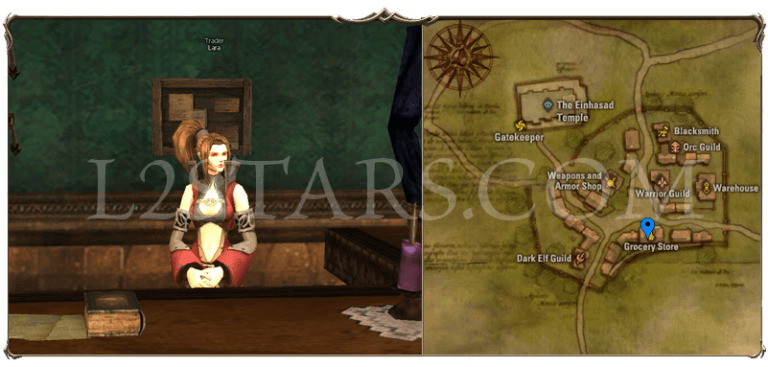 Trader
Lara
L2STARS.COM
The Einhasad
Temple
Gatekeeper
Blacksmith
Orc Guild
Weapons and
Armor Shop
Warrior Guild
Warehouse
Grocery Store
Dark Elf Guild